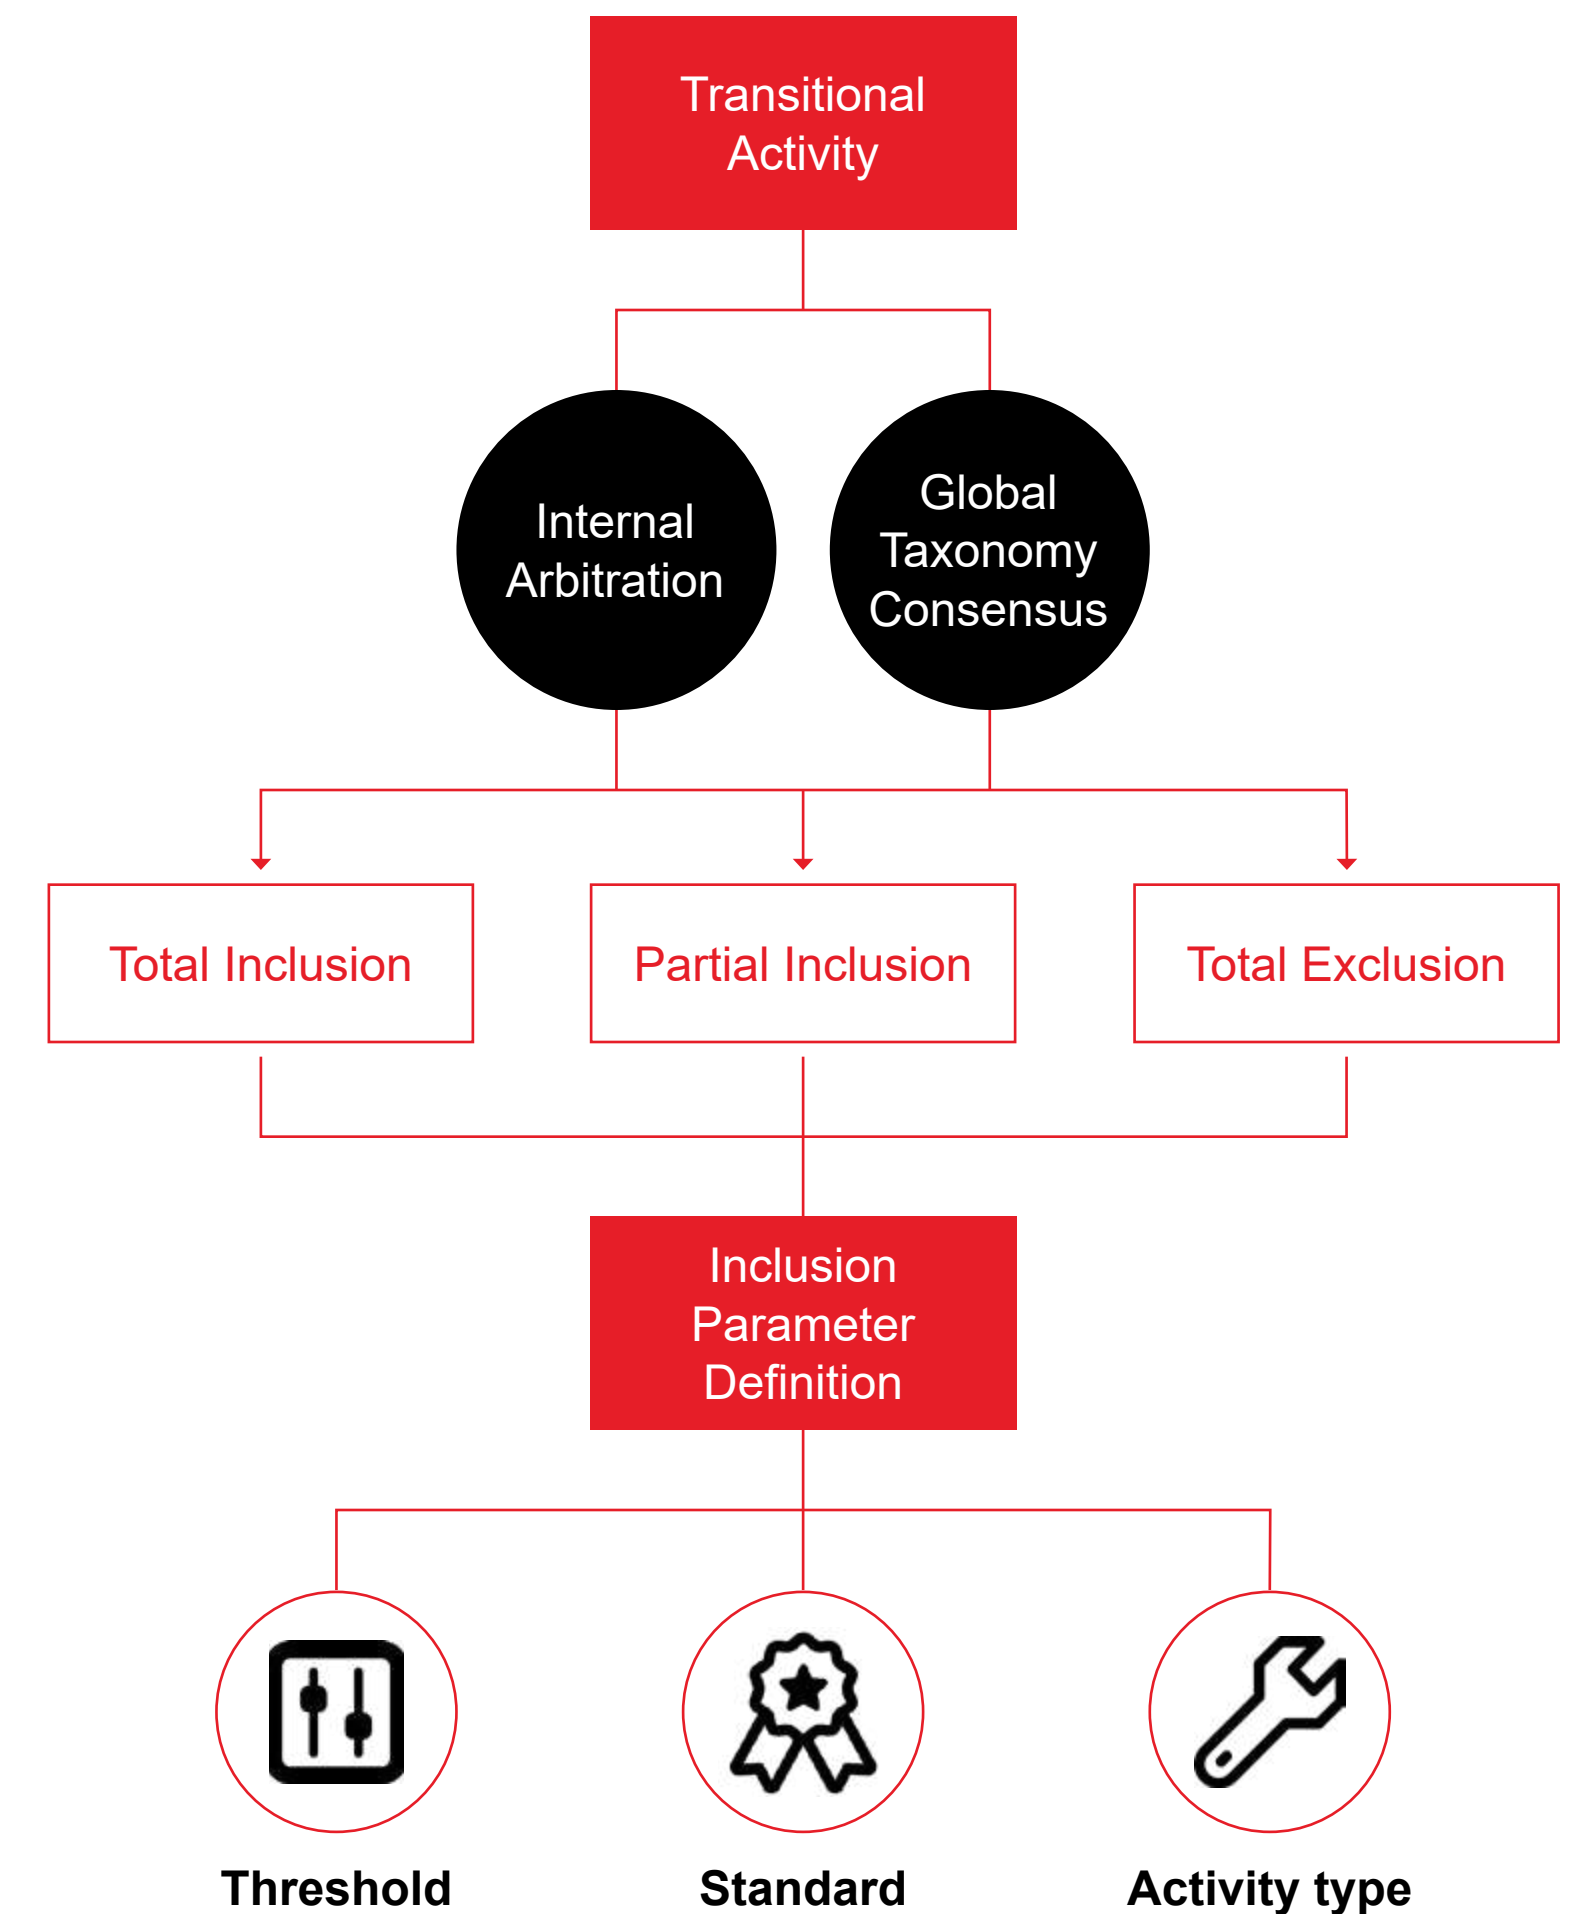 Transitional
Activity
Internal
Arbitration
Global
Taxonomy
Consensus
Total Inclusion
Partial Inclusion
Total Exclusion
Inclusion
Parameter
Definition
Threshold
Standard
Activity type